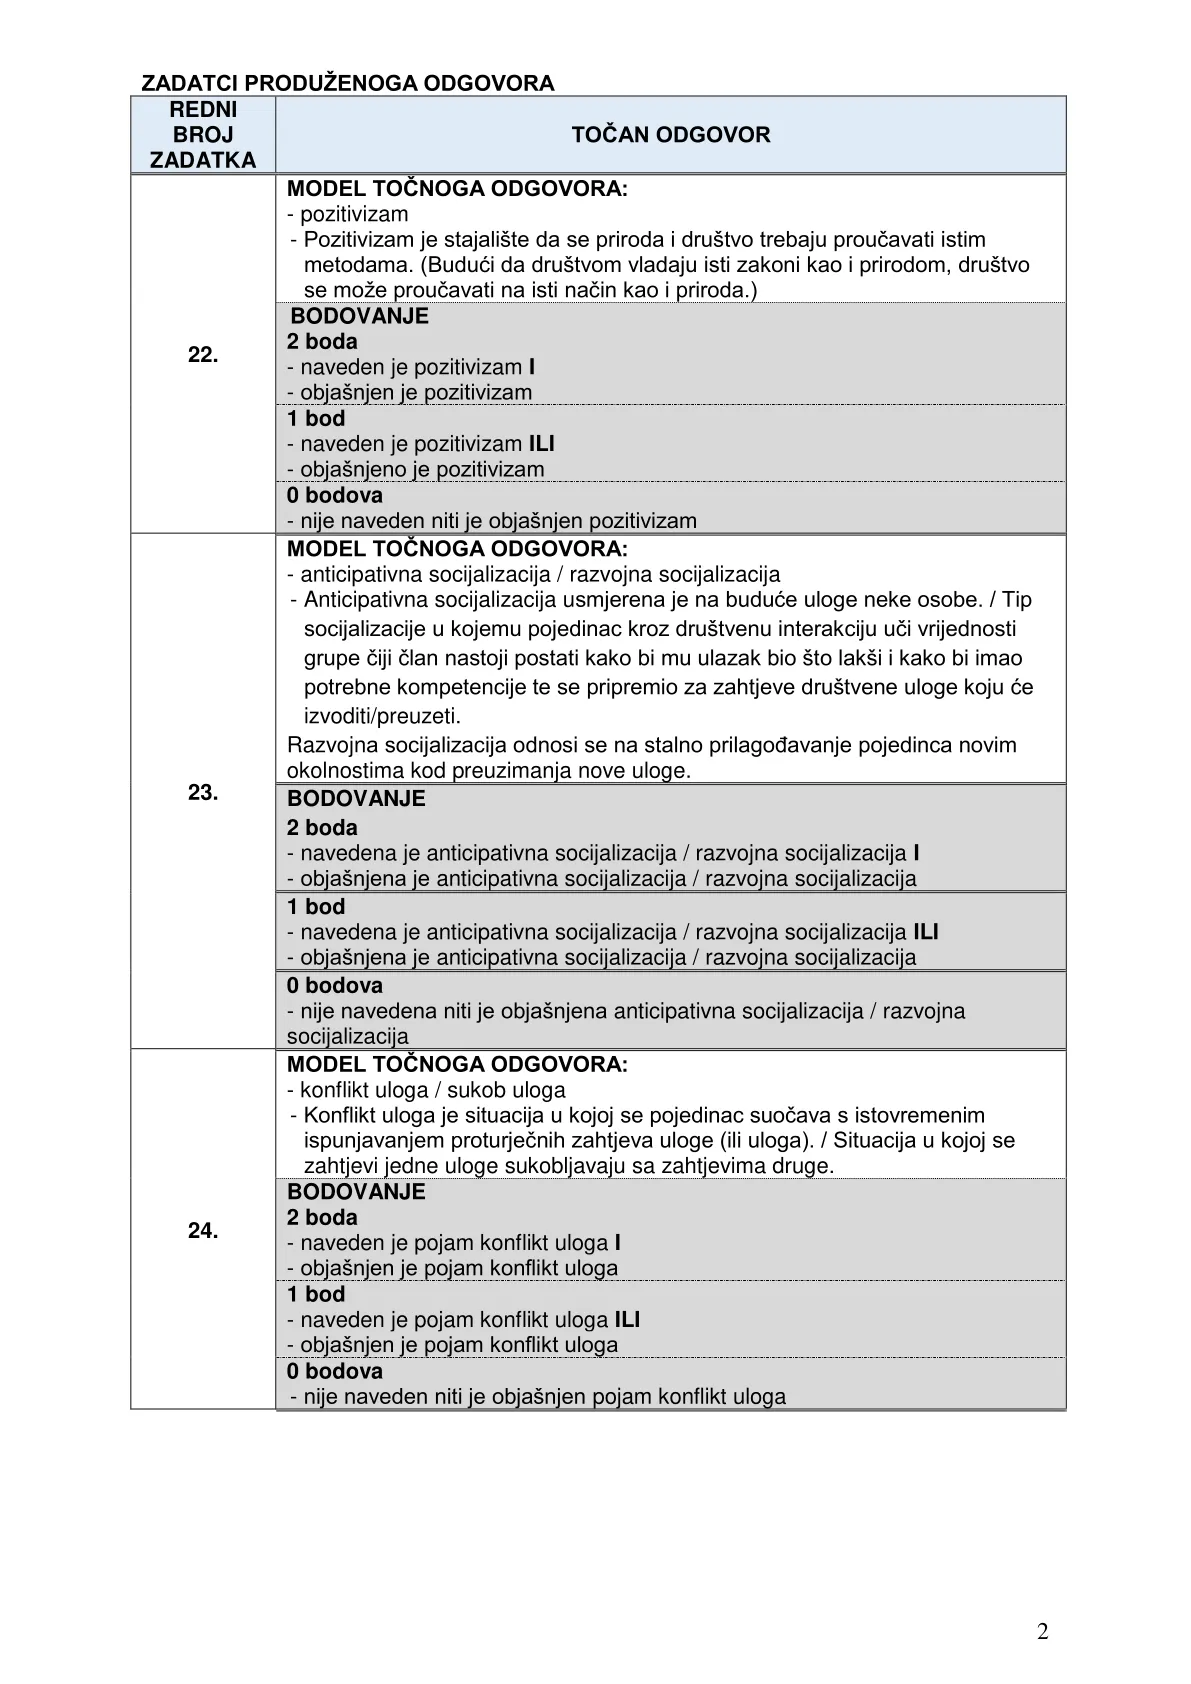 ZADATCI PRODUŽENOGA ODGOVORA
REDNI
BROJ
ZADATKA
TOČAN ODGOVOR
22.
MODEL TOČNOGA ODGOVORA:
- pozitivizam
- Pozitivizam je stajalište da se priroda i društvo trebaju proučavati istim
metodama. (Budući da društvom vladaju isti zakoni kao i prirodom, društvo
se može proučavati na isti način kao i priroda.)
BODOVANJE
2 boda
- naveden je pozitivizam I
- objašnjen je pozitivizam
1 bod
- naveden je pozitivizam ILI
- objašnjeno je pozitivizam
0 bodova
- nije naveden niti je objašnjen pozitivizam
23.
MODEL TOČNOGA ODGOVORA:
- anticipativna socijalizacija / razvojna socijalizacija
- Anticipativna socijalizacija usmjerena je na buduće uloge neke osobe. / Tip
socijalizacije u kojemu pojedinac kroz društvenu interakciju uči vrijednosti
grupe čiji član nastoji postati kako bi mu ulazak bio što lakši i kako bi imao
potrebne kompetencije te se pripremio za zahtjeve društvene uloge koju će
izvoditi/preuzeti.
Razvojna socijalizacija odnosi se na stalno prilagođavanje pojedinca novim
okolnostima kod preuzimanja nove uloge.
BODOVANJE
2 boda
- navedena je anticipativna socijalizacija / razvojna socijalizacija I
- objašnjena je anticipativna socijalizacija / razvojna socijalizacija
1 bod
- navedena je anticipativna socijalizacija / razvojna socijalizacija ILI
- objašnjena je anticipativna socijalizacija / razvojna socijalizacija
0 bodova
- nije navedena niti je objašnjena anticipativna socijalizacija / razvojna
socijalizacija
24.
MODEL TOČNOGA ODGOVORA:
- konflikt uloga / sukob uloga
- Konflikt uloga je situacija u kojoj se pojedinac suočava s istovremenim
ispunjavanjem proturječnih zahtjeva uloge (ili uloga). / Situacija u kojoj se
zahtjevi jedne uloge sukobljavaju sa zahtjevima druge.
BODOVANJE
2 boda
- naveden je pojam konflikt uloga I
- objašnjen je pojam konflikt uloga
1 bod
- naveden je pojam konflikt uloga ILI
- objašnjen je pojam konflikt uloga
0 bodova
- nije naveden niti je objašnjen pojam konflikt uloga
2